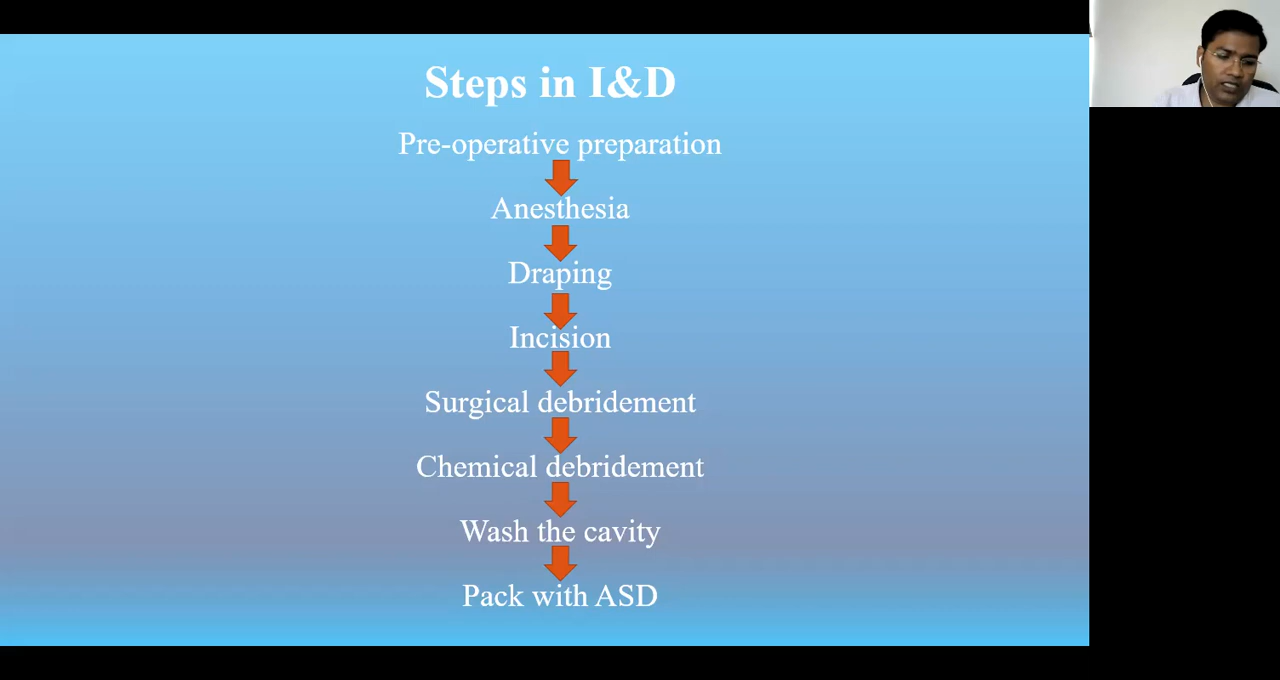 Steps in I&D
Pre-operative preparation
Anesthesia
Draping
Incision
Surgical debridement
Chemical debridement
Wash the cavity
Pack with ASD